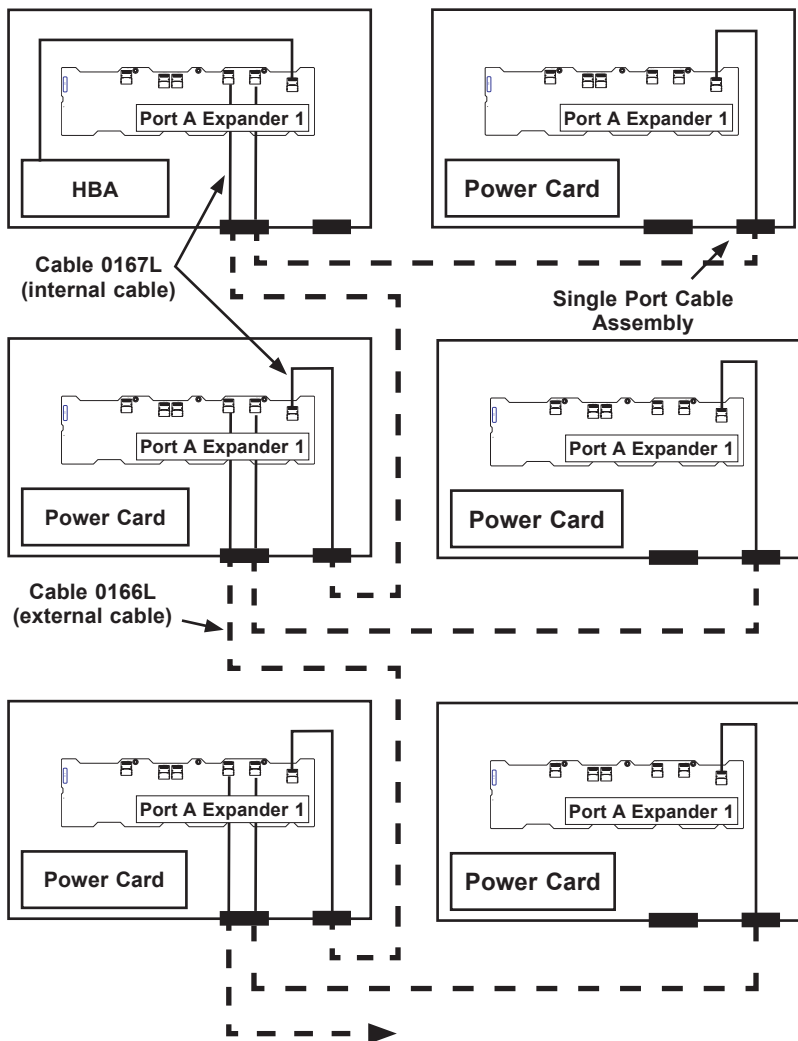 Port A Expander 1
Port A Expander 1
HBA
Power Card
Cable 0167L
(internal cable)
Single Port Cable
Assembly
Port A Expander 1
Port A Expander 1
Power Card
Power Card
Cable 0166L
(external cable)
Port A Expander 1
Port A Expander 1
Power Card
Power Card